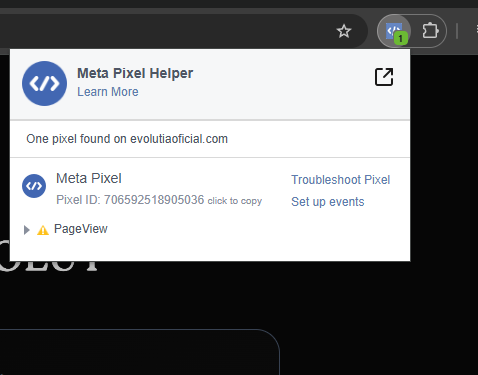 1
Meta Pixel Helper
Learn More
One pixel found on evolutiaoficial.com
Meta Pixel
Troubleshoot Pixel
Pixel ID: 706592518905036 click to copy
Set up events
PageView